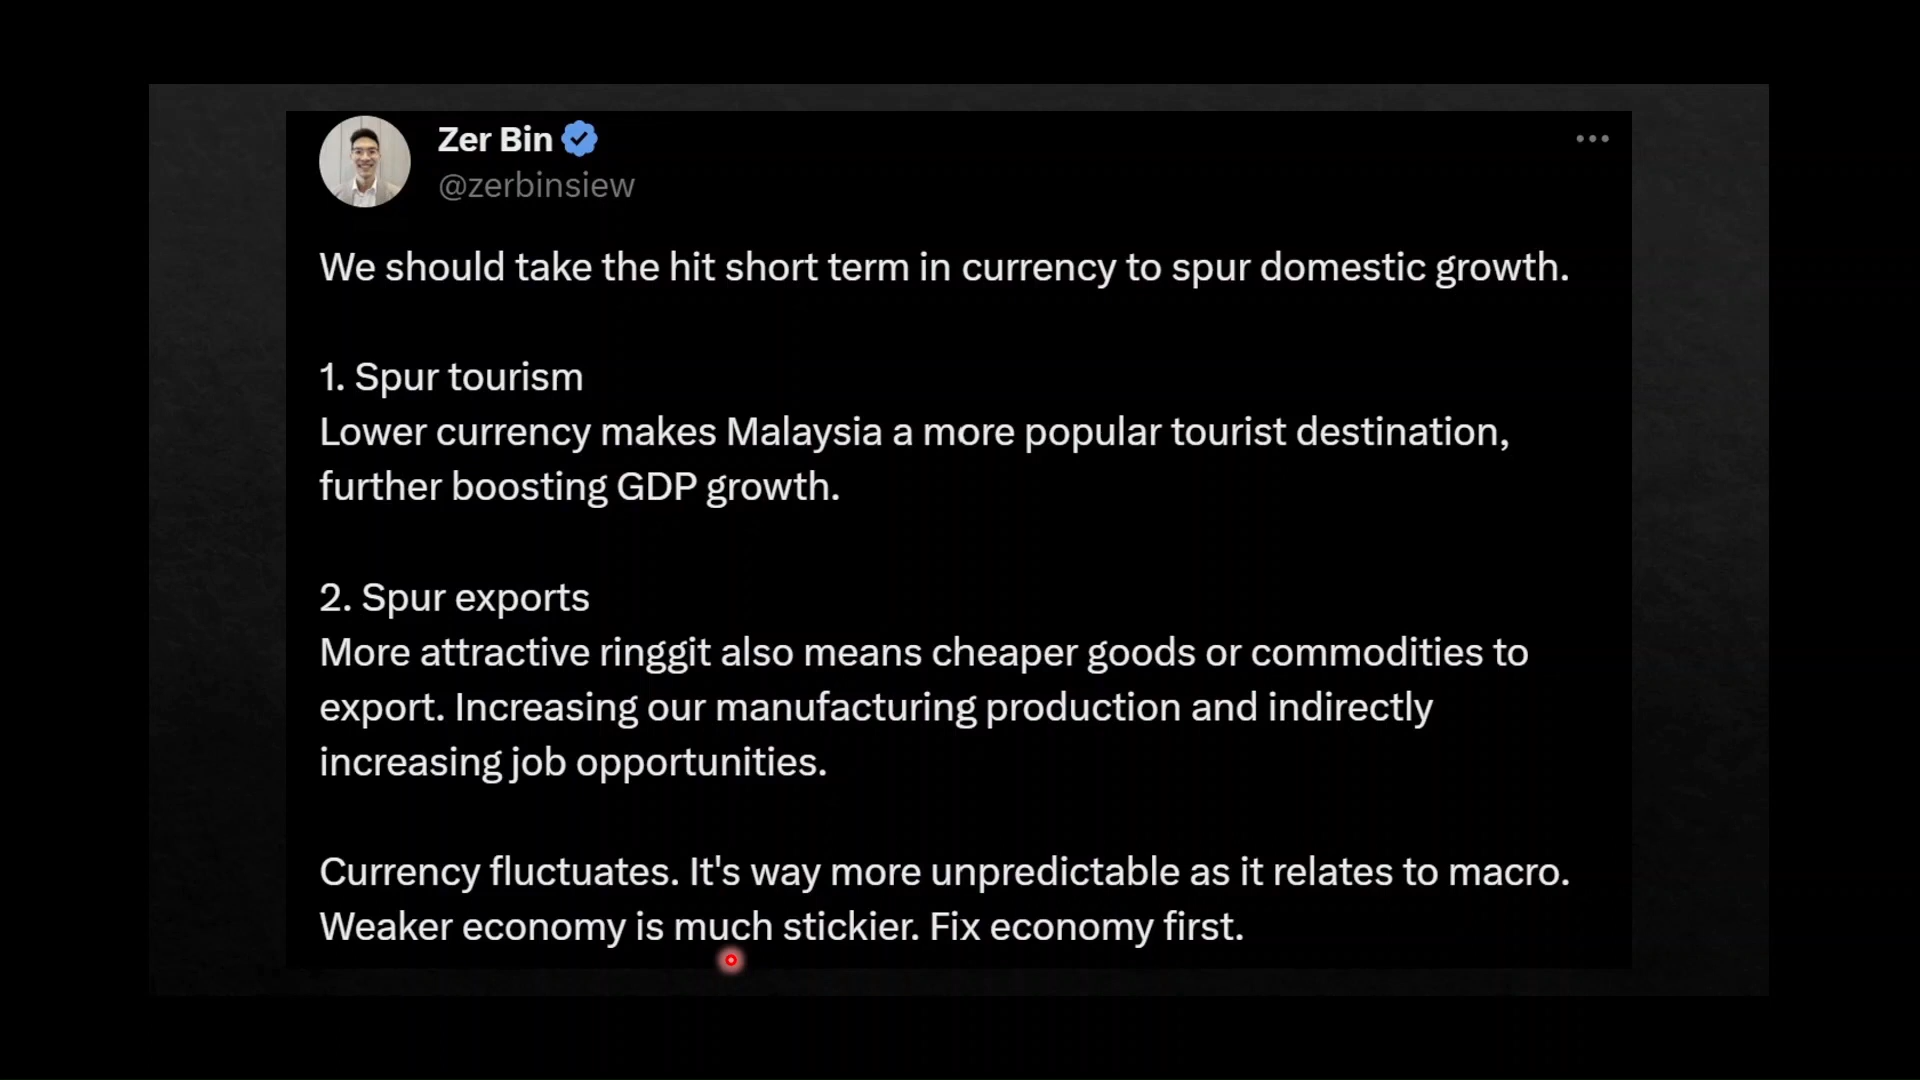 Zer Bin
@zerbinsiew
We should take the hit short term in currency to spur domestic growth.
1. Spur tourism
Lower currency makes Malaysia a more popular tourist destination,
further boosting GDP growth.
2. Spur exports
More attractive ringgit also means cheaper goods or commodities to
export. Increasing our manufacturing production and indirectly
increasing job opportunities.
Currency fluctuates. It's way more unpredictable as it relates to macro.
Weaker economy is much stickier. Fix economy first.